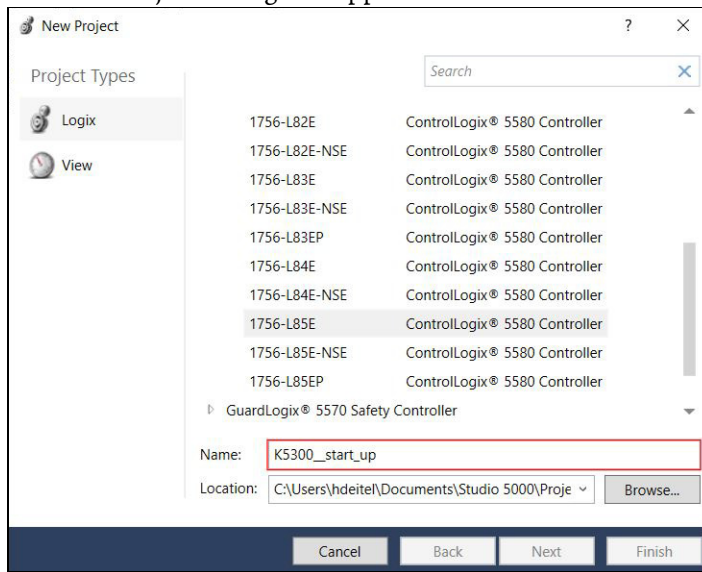 New Project ? ×
Project Types
Search ×
Logix
View
1756-L82E ControlLogix® 5580 Controller
1756-L82E-NSE ControlLogix® 5580 Controller
1756-L83E ControlLogix® 5580 Controller
1756-L83E-NSE ControlLogix® 5580 Controller
1756-L83EP ControlLogix® 5580 Controller
1756-L84E ControlLogix® 5580 Controller
1756-L84E-NSE ControlLogix® 5580 Controller
1756-L85E ControlLogix® 5580 Controller
1756-L85E-NSE ControlLogix® 5580 Controller
1756-L85EP ControlLogix® 5580 Controller
GuardLogix® 5570 Safety Controller
Name: K5300__start_up
Location: C:\Users\hdeitel\Documents\Studio 5000\Proje Browse...
Cancel Back Next Finish